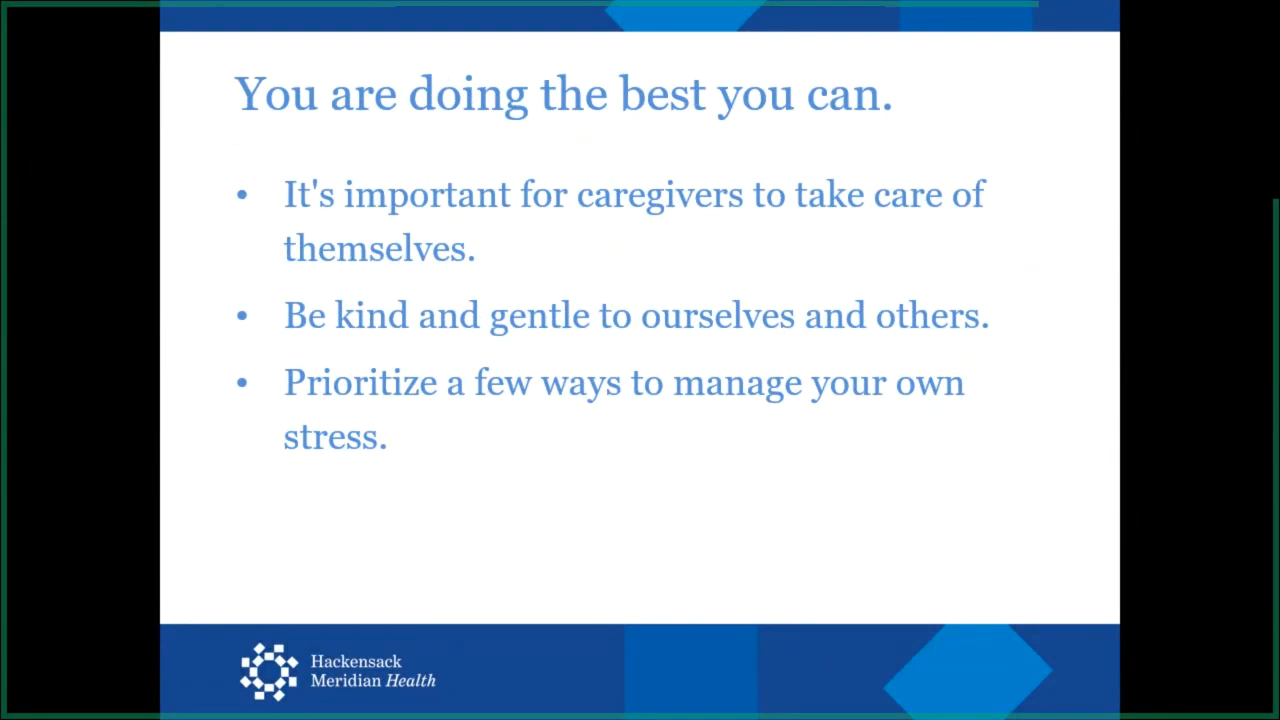 You are doing the best you can.
• It's important for caregivers to take care of
themselves.
• Be kind and gentle to ourselves and others.
• Prioritize a few ways to manage your own
stress.
Hackensack
Meridian Health